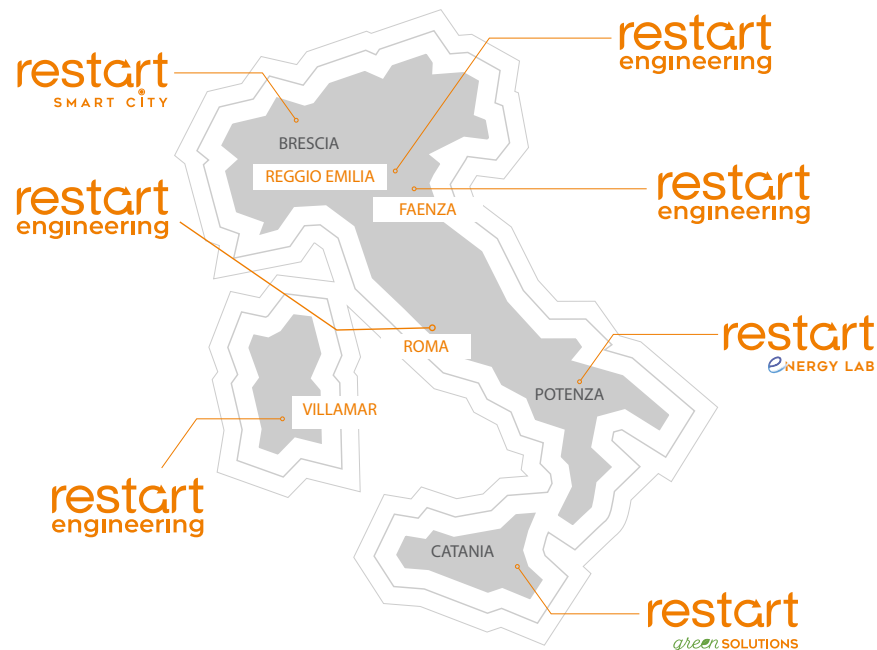 restart
engineering
restart
SMART CITY
BRESCIA
REGGIO EMILIA
restart
engineering
FAENZA
restart
engineering
restart
ENERGY LAB
ROMA
POTENZA
VILLAMAR
restart
engineering
CATANIA
restart
green SOLUTIONS